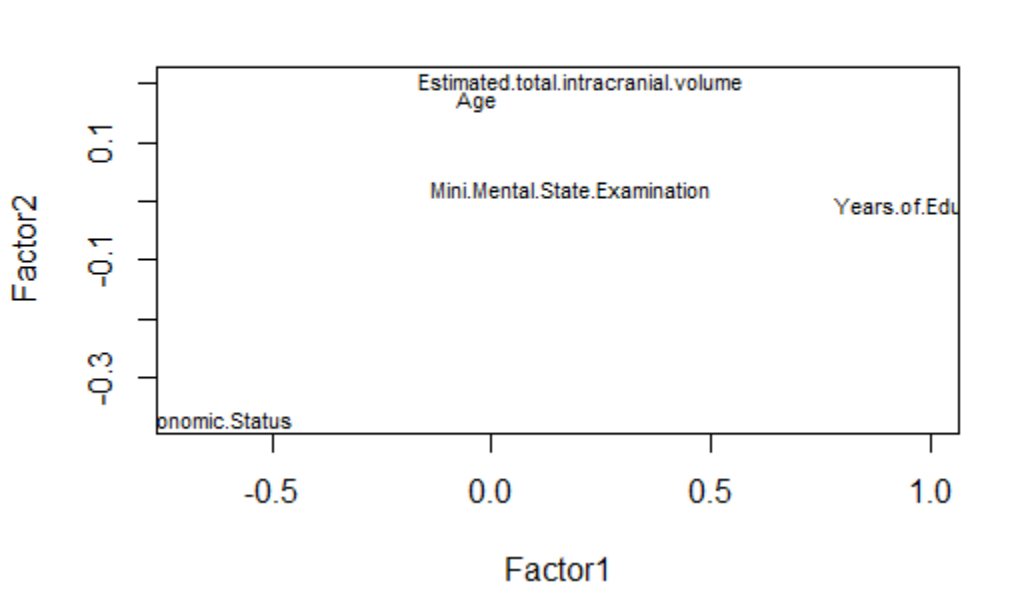 Estimated.total.intracranial.volume
Age
Mini.Mental.State.Examination
Years.of.Edu
onomic.Status
Factor2
0.1
-0.1
-0.3
-0.5
0.0
0.5
1.0
Factor1